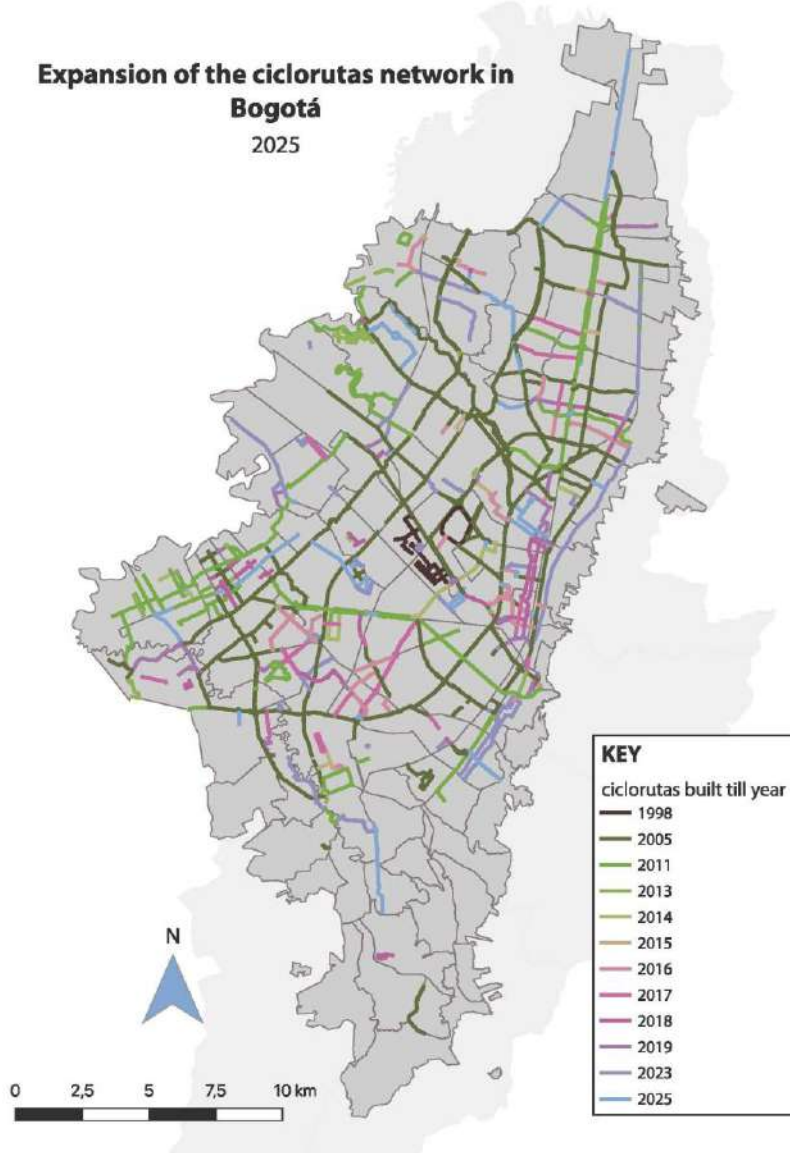 Expansion of the ciclorutas network in
Bogotá
2025
KEY
ciclorutas built till year
1998
2005
2011
2013
2014
2015
2016
2017
2018
2019
2023
2025
N
0 2,5 5 7,5 10 km